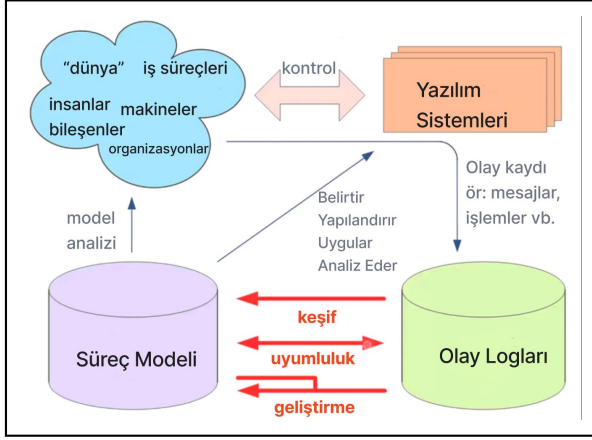 “dünya” iş süreçleri
insanlar makineler
bileşenler
organizasyonlar
kontrol
Yazılım
Sistemleri
model
analizi
Belirtir
Yapılandırır
Uygular
Analiz Eder
Olay kaydı
ör: mesajlar,
işlemler vb.
Süreç Modeli
keşif
uyumluluk
geliştirme
Olay Logları